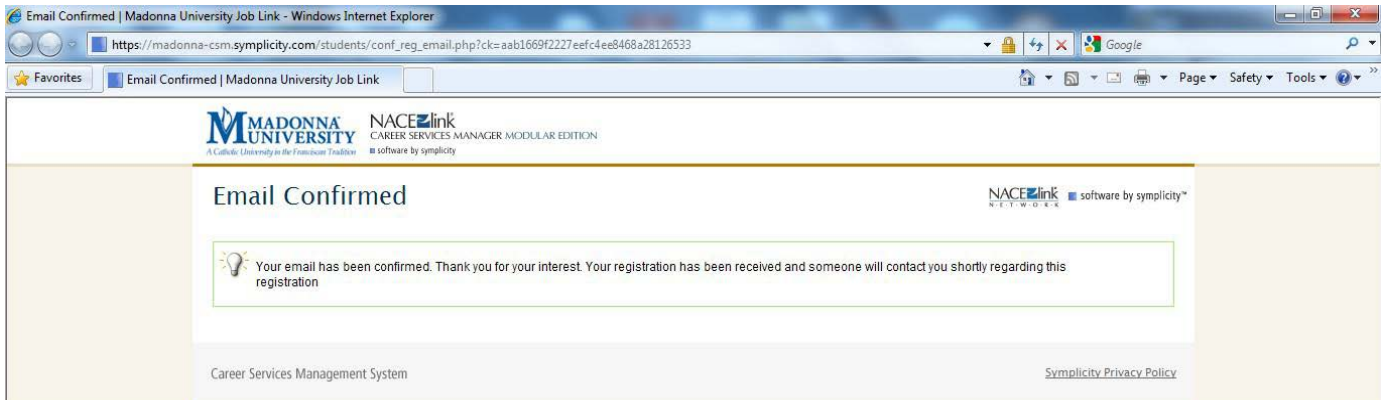 Email Confirmed | Madonna University Job Link - Windows Internet Explorer
https://madonna-csm.symplicity.com/students/conf_reg_email.php?ck=aab1669f2227eefc4ee8468a28126533
Google
Favorites
Email Confirmed | Madonna University Job Link
Page
Safety
Tools
MADONNA
UNIVERSITY
A Catholic University in the Franciscan Tradition
NACElink
CAREER SERVICES MANAGER MODULAR EDITION
software by symplicity
Email Confirmed
NACElink
N·E·T·W·O·R·K
software by symplicity™
Your email has been confirmed. Thank you for your interest. Your registration has been received and someone will contact you shortly regarding this
registration
Career Services Management System
Symplicity Privacy Policy